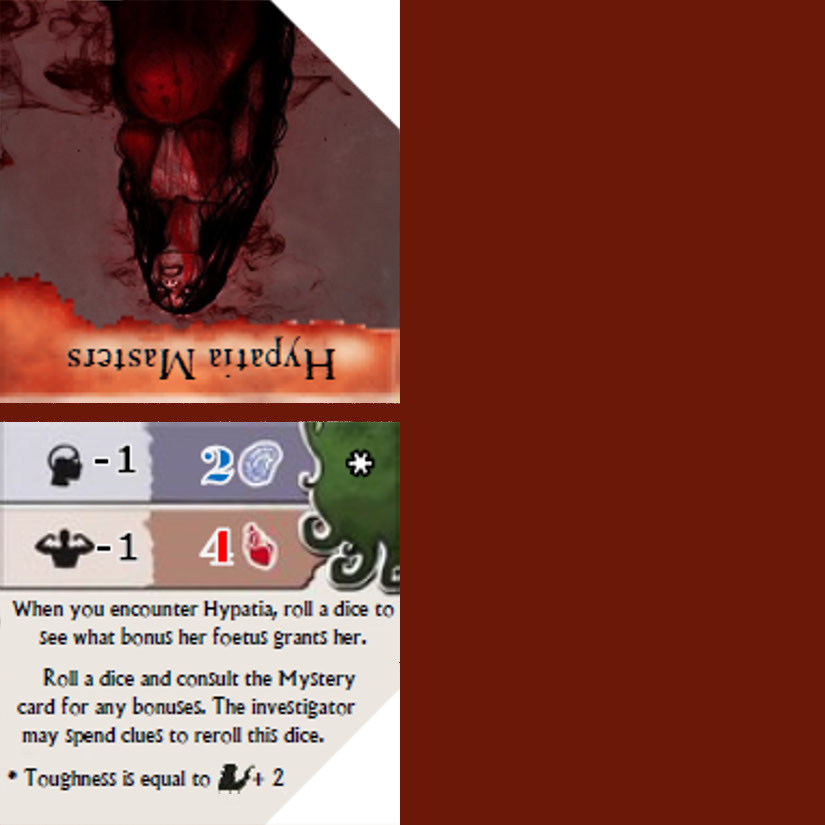 Hypatia Masters
-1 2 *
-1 4
When you encounter Hypatia, roll a dice to
see what bonus her foetus grants her.
Roll a dice and consult the Mystery
card for any bonuses. The investigator
may spend clues to reroll this dice.
* Toughness is equal to + 2